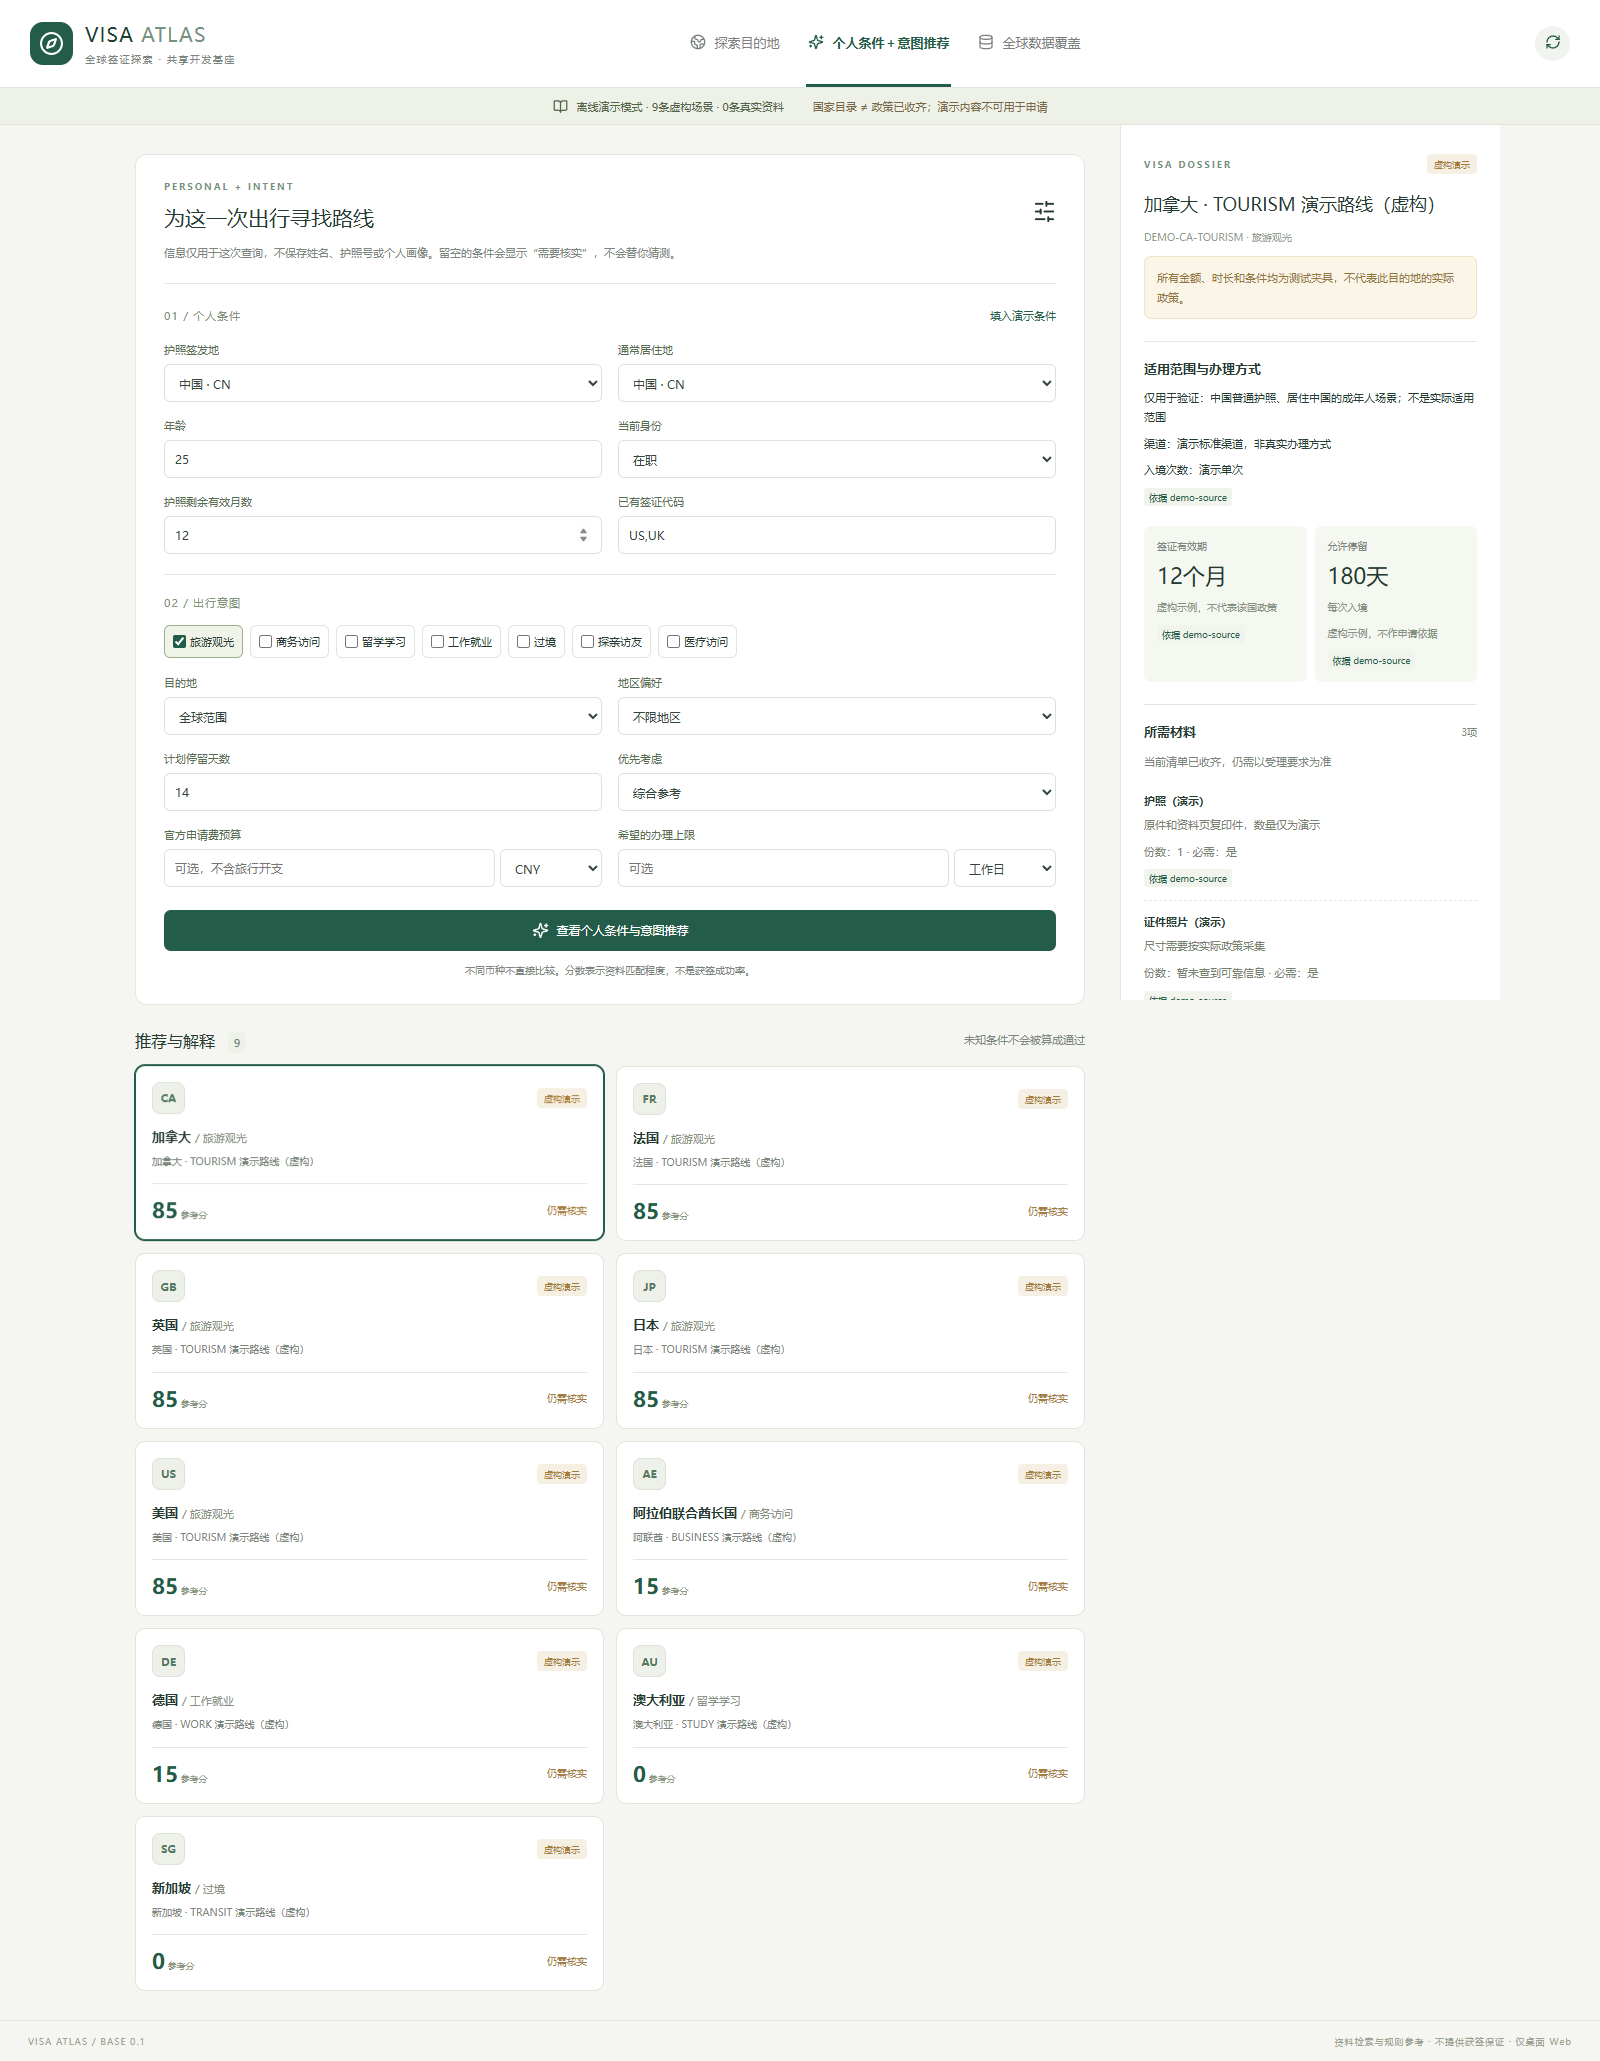 VISA ATLAS
全球签证探索 · 共享开发基座
探索目的地
个人条件 + 意图推荐
全球数据覆盖
离线演示模式 · 9条虚构场景 · 0条真实资料
国家目录 ≠ 政策已收齐；演示内容不可用于申请
PERSONAL + INTENT
为这一次出行寻找路线
信息仅用于这次查询，不保存姓名、护照号或个人画像。留空的条件会显示“需要核实”，不会替你猜测。
01 / 个人条件
填入演示条件
护照签发地
通常居住地
中国 · CN
中国 · CN
年龄
当前身份
25
在职
护照剩余有效月数
已有签证代码
12
US,UK
02 / 出行意图
旅游观光
商务访问
留学学习
工作就业
过境
探亲访友
医疗访问
目的地
地区偏好
全球范围
不限地区
计划停留天数
优先考虑
14
综合参考
官方申请费预算
希望的办理上限
可选，不含旅行开支
CNY
可选
工作日
查看个人条件与意图推荐
不同币种不直接比较。分数表示资料匹配程度，不是获签成功率。
VISA DOSSIER
虚构演示
加拿大 · TOURISM 演示路线（虚构）
DEMO-CA-TOURISM · 旅游观光
所有金额、时长和条件均为测试夹具，不代表此目的地的实际
政策。
适用范围与办理方式
仅用于验证：中国普通护照、居住中国的成年人场景；不是实际适用
范围
渠道：演示标准渠道，非真实办理方式
入境次数：演示单次
依据 demo-source
签证有效期
12个月
虚构示例，不代表该国政策
依据 demo-source
允许停留
180天
每次入境
虚构示例，不作申请依据
依据 demo-source
所需材料
3项
当前清单已收齐，仍需以受理要求为准
护照（演示）
原件和资料页复印件，数量仅为演示
份数：1 · 必需：是
依据 demo-source
证件照片（演示）
尺寸需要按实际政策采集
份数：暂未查到可靠信息 · 必需：是
依据 demo-source
推荐与解释
9
未知条件不会被算成通过
CA
虚构演示
加拿大 / 旅游观光
加拿大 · TOURISM 演示路线（虚构）
85 参考分
仍需核实
FR
虚构演示
法国 / 旅游观光
法国 · TOURISM 演示路线（虚构）
85 参考分
仍需核实
GB
虚构演示
英国 / 旅游观光
英国 · TOURISM 演示路线（虚构）
85 参考分
仍需核实
JP
虚构演示
日本 / 旅游观光
日本 · TOURISM 演示路线（虚构）
85 参考分
仍需核实
US
虚构演示
美国 / 旅游观光
美国 · TOURISM 演示路线（虚构）
85 参考分
仍需核实
AE
虚构演示
阿拉伯联合酋长国 / 商务访问
阿联酋 · BUSINESS 演示路线（虚构）
15 参考分
仍需核实
DE
虚构演示
德国 / 工作就业
德国 · WORK 演示路线（虚构）
15 参考分
仍需核实
AU
虚构演示
澳大利亚 / 留学学习
澳大利亚 · STUDY 演示路线（虚构）
0 参考分
仍需核实
SG
虚构演示
新加坡 / 过境
新加坡 · TRANSIT 演示路线（虚构）
0 参考分
仍需核实
VISA ATLAS / BASE 0.1
资料检索与规则参考 · 不提供获签保证 · 仅桌面 Web